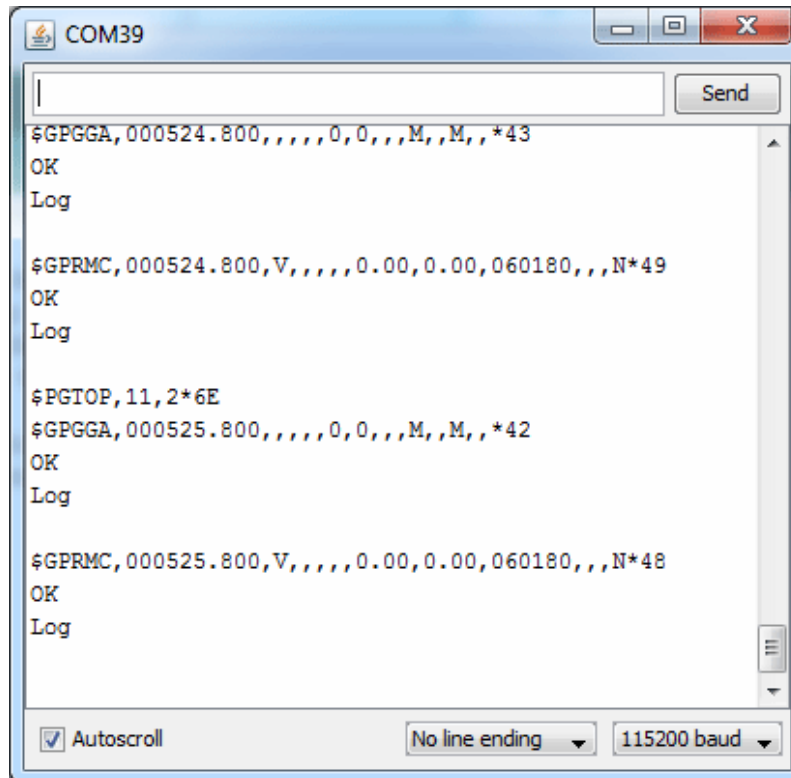 COM39
Send
$GPGGA,000524.800,,,,,0,0,,,M,,M,,*43
OK
Log
$GPRMC,000524.800,V,,,,,0.00,0.00,060180,,,N*49
OK
Log
$PGTOP,11,2*6E
$GPGGA,000525.800,,,,,0,0,,,M,,M,,*42
OK
Log
$GPRMC,000525.800,V,,,,,0.00,0.00,060180,,,N*48
OK
Log
Autoscroll
No line ending
115200 baud